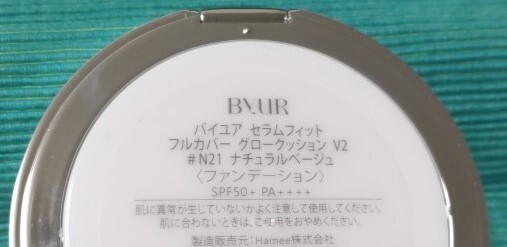 BYUR
バイユア セラムフィット
フルカバー グロークッション V2
#N21 ナチュラルベージュ
〈ファンデーション〉
SPF50+ PA++++
肌に異常が生じていないかよく注意して使用してください。
肌に合わないときは、ご使用をおやめください。
製造販売元:Hamee株式会社